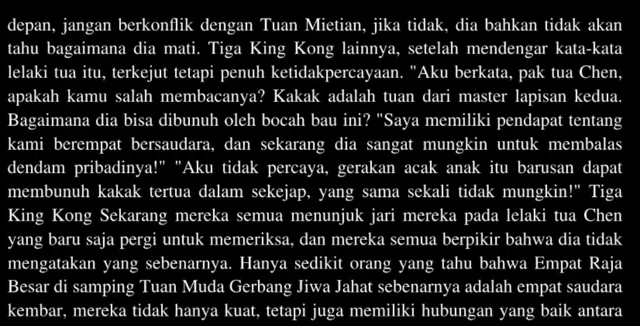 depan, jangan berkonflik dengan Tuan Mietian, jika tidak, dia bahkan tidak akan
tahu bagaimana dia mati. Tiga King Kong lainnya, setelah mendengar kata-kata
lelaki tua itu, terkejut tetapi penuh ketidakpercayaan. "Aku berkata, pak tua Chen,
apakah kamu salah membacanya? Kakak adalah tuan dari master lapisan kedua.
Bagaimana dia bisa dibunuh oleh bocah bau ini? "Saya memiliki pendapat tentang
kami berempat bersaudara, dan sekarang dia sangat mungkin untuk membalas
dendam pribadinya!" "Aku tidak percaya, gerakan acak anak itu barusan dapat
membunuh kakak tertua dalam sekejap, yang sama sekali tidak mungkin!" Tiga
King Kong Sekarang mereka semua menunjuk jari mereka pada lelaki tua Chen
yang baru saja pergi untuk memeriksa, dan mereka semua berpikir bahwa dia tidak
mengatakan yang sebenarnya. Hanya sedikit orang yang tahu bahwa Empat Raja
Besar di samping Tuan Muda Gerbang Jiwa Jahat sebenarnya adalah empat saudara
kembar, mereka tidak hanya kuat, tetapi juga memiliki hubungan yang baik antara